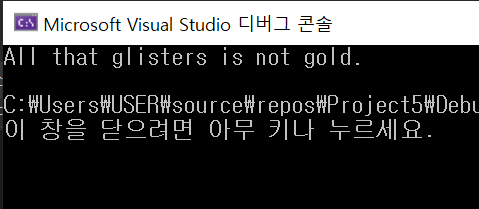 Microsoft Visual Studio 디버그 콘솔
All that glisters is not gold.
C:₩Users₩USER₩source₩repos₩Project5₩Debu
이 창을 닫으려면 아무 키나 누르세요.